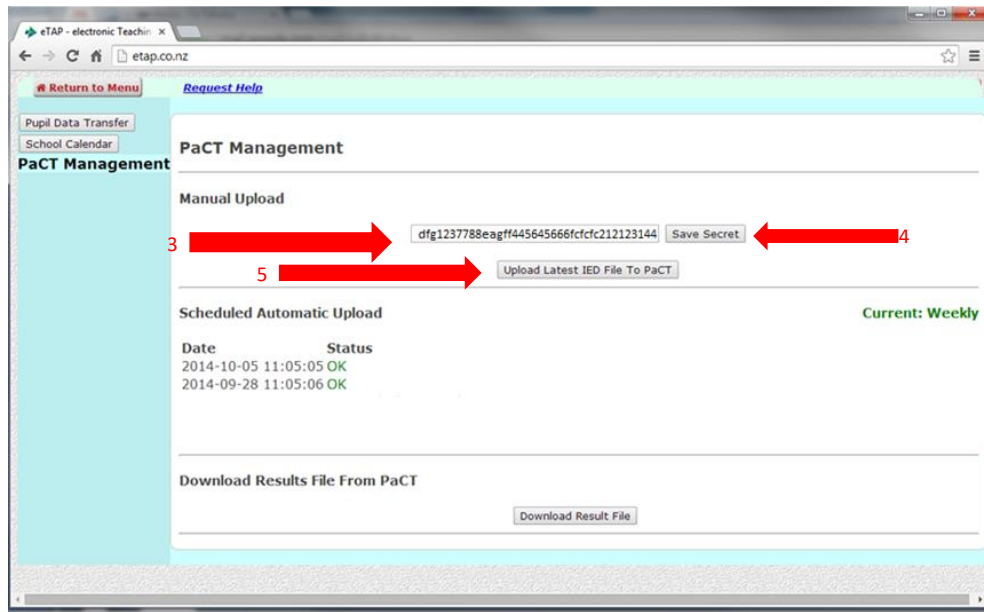 eTAP - electronic Teachin
etap.co.nz
Return to Menu
Request Help
Pupil Data Transfer
School Calendar
PaCT Management
PaCT Management
Manual Upload
3
dfg1237788eagff445645666fcfcfc212123144 Save Secret
4
5
Upload Latest IED File To PaCT
Scheduled Automatic Upload Current: Weekly
Date Status
2014-10-05 11:05:05 OK
2014-09-28 11:05:06 OK
Download Results File From PaCT
Download Result File